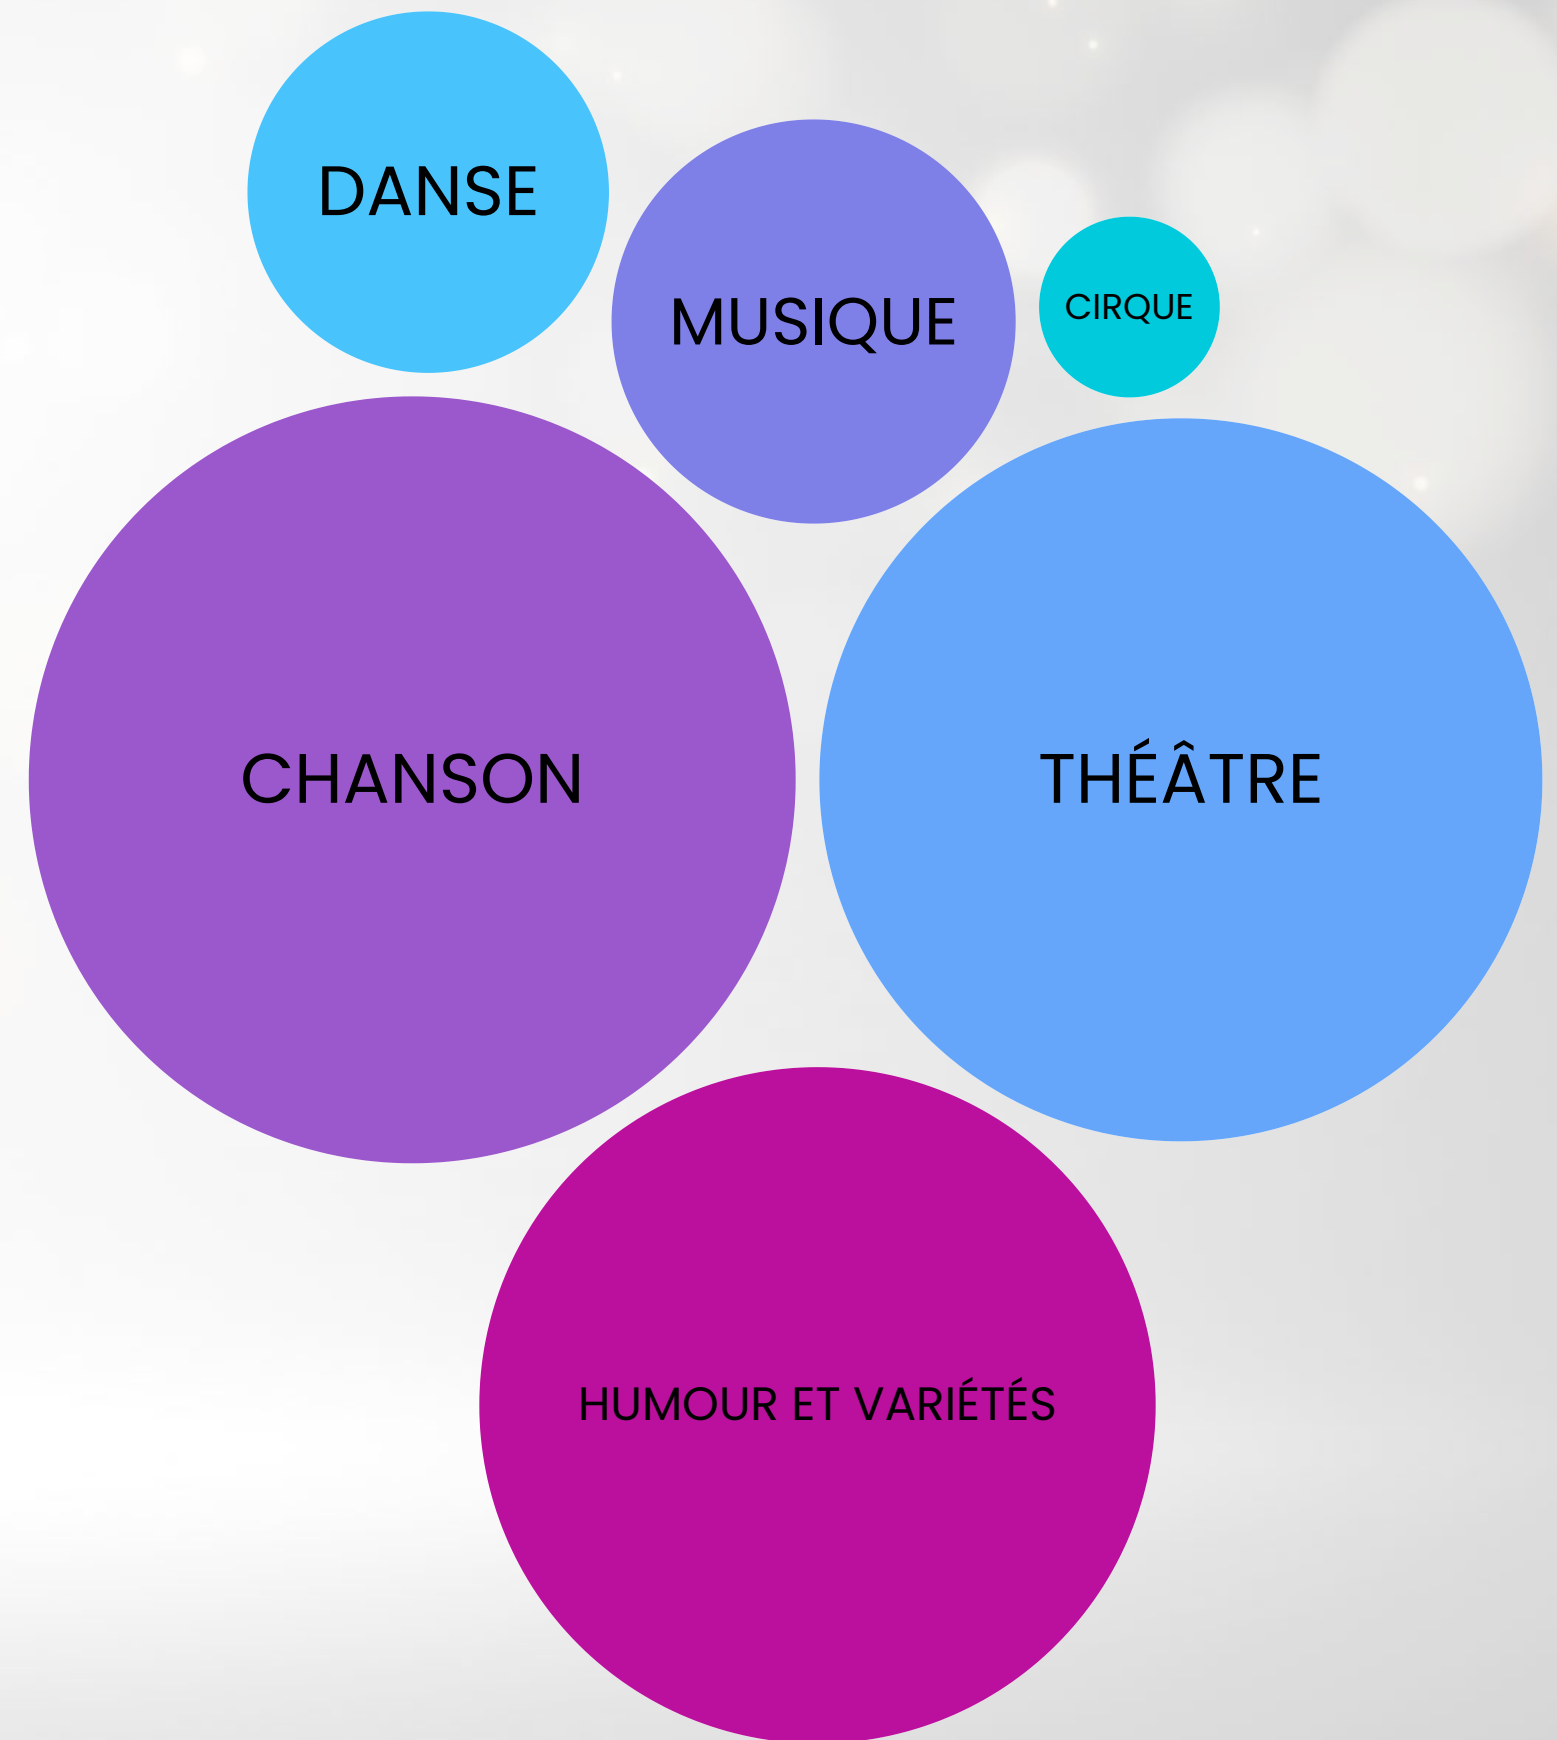 DANSE
MUSIQUE
CIRQUE
CHANSON
THÉÂTRE
HUMOUR ET VARIÉTÉS